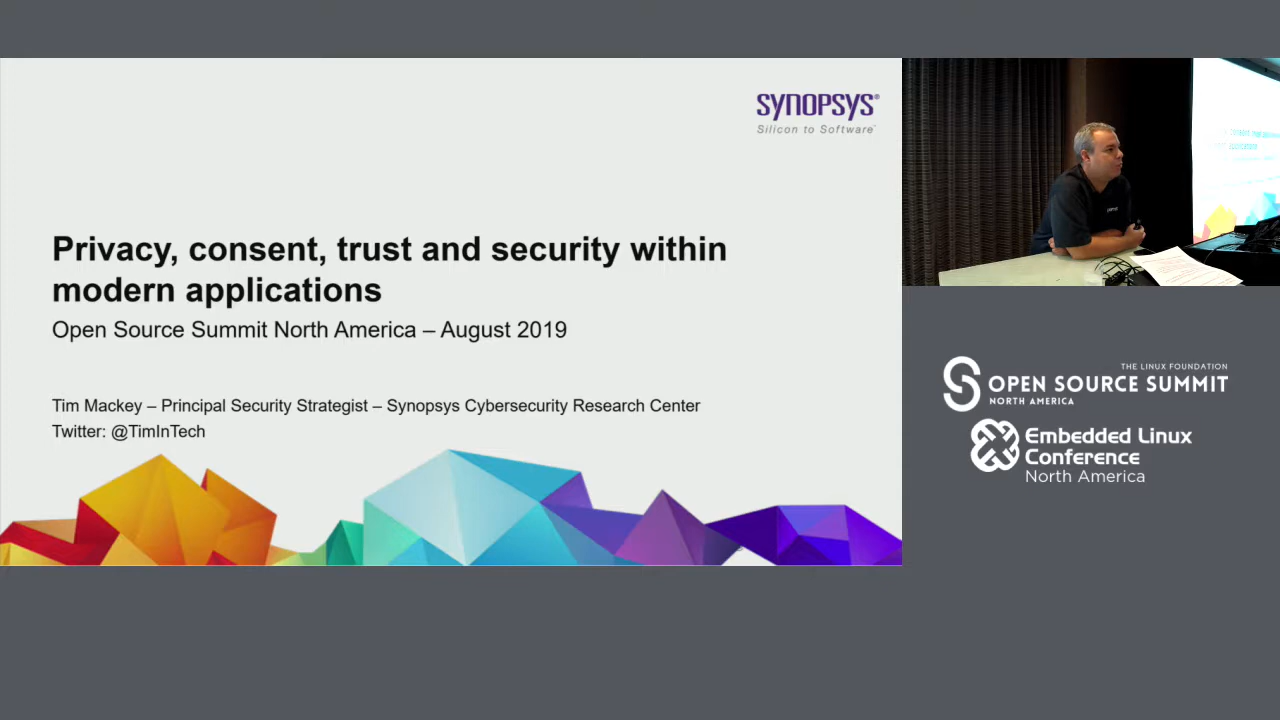 SYNOPSYS®
Silicon to Software™
Privacy, consent, trust and security within
modern applications
Open Source Summit North America – August 2019
Tim Mackey – Principal Security Strategist – Synopsys Cybersecurity Research Center
Twitter: @TimInTech
THE LINUX FOUNDATION
OPEN SOURCE SUMMIT
NORTH AMERICA
Embedded Linux
Conference
North America